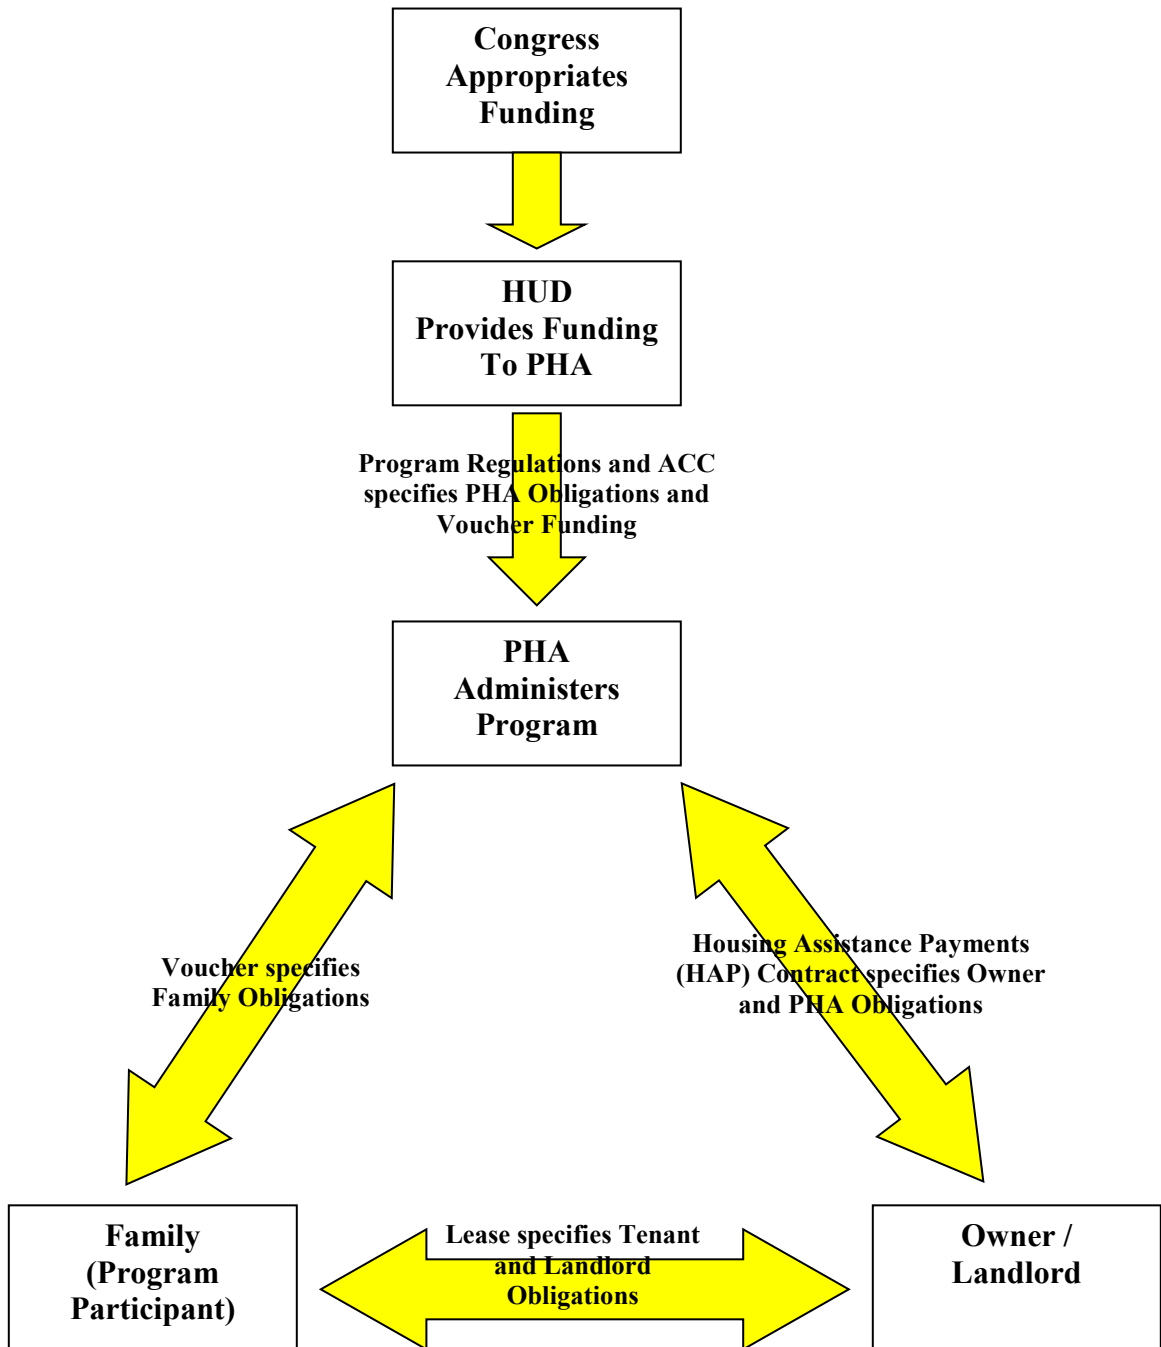 Congress
Appropriates
Funding
HUD
Provides Funding
To PHA
Program Regulations and ACC
specifies PHA Obligations and
Voucher Funding
PHA
Administers
Program
Voucher specifies
Family Obligations
Housing Assistance Payments
(HAP) Contract specifies Owner
and PHA Obligations
Family
(Program
Participant)
Lease specifies Tenant
and Landlord
Obligations
Owner /
Landlord